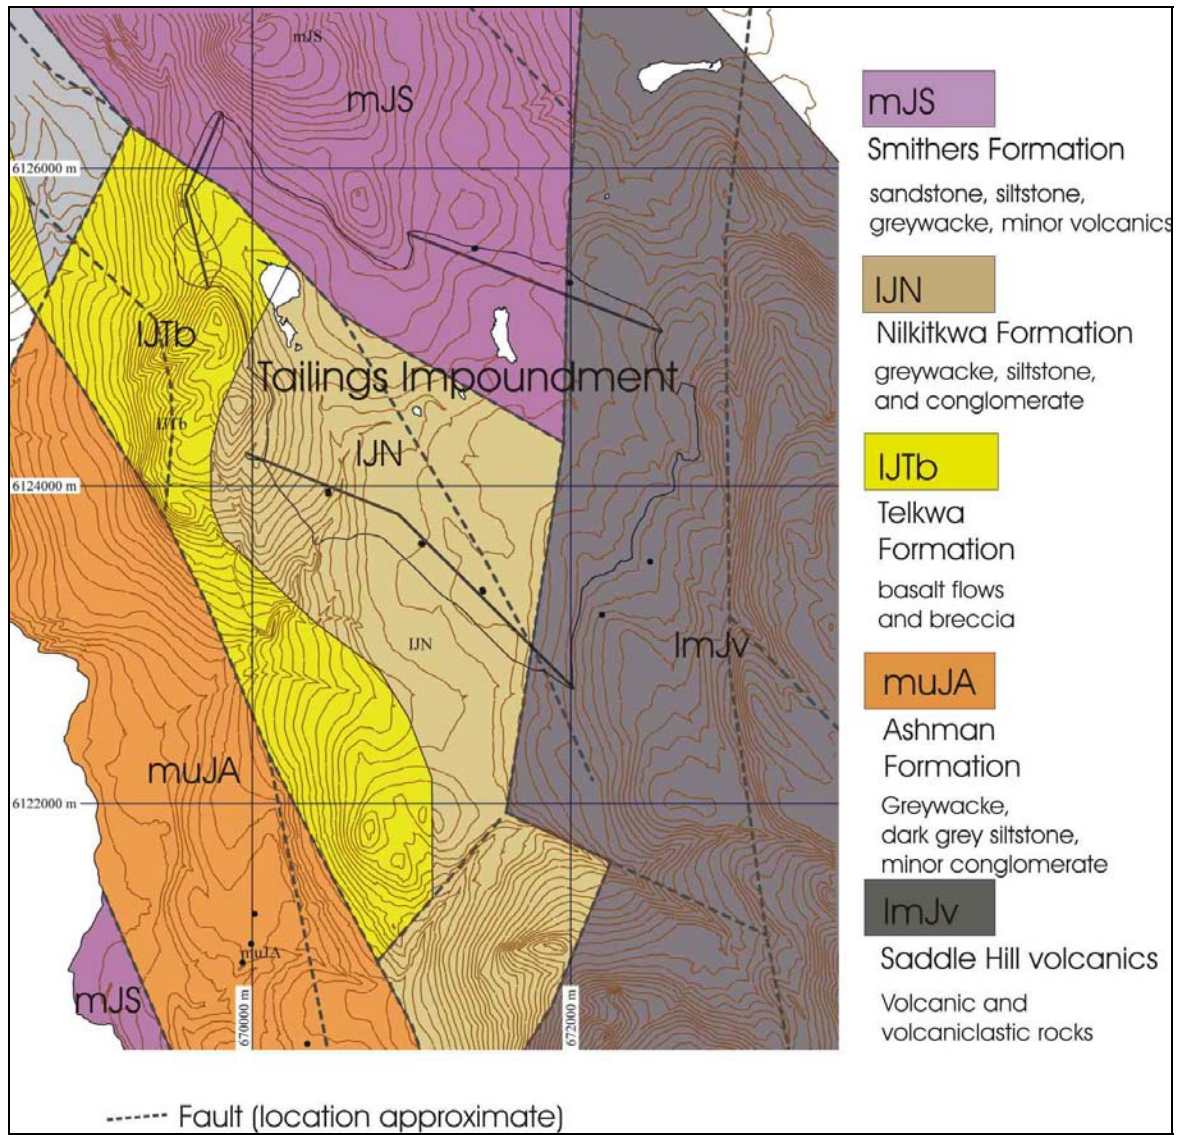 mJS
mJS
6126000 m
lJTb
Tailings Impoundment
lJTb
lJN
6124000 m
lJN
lmJv
muJA
6122000 m
muJA
mJS
670000 m
672000 m
mJS
Smithers Formation
sandstone, siltstone,
greywacke, minor volcanics
lJN
Nilkitkwa Formation
greywacke, siltstone,
and conglomerate
lJTb
Telkwa
Formation
basalt flows
and breccia
muJA
Ashman
Formation
Greywacke,
dark grey siltstone,
minor conglomerate
lmJv
Saddle Hill volcanics
Volcanic and
volcaniclastic rocks
Fault (location approximate)